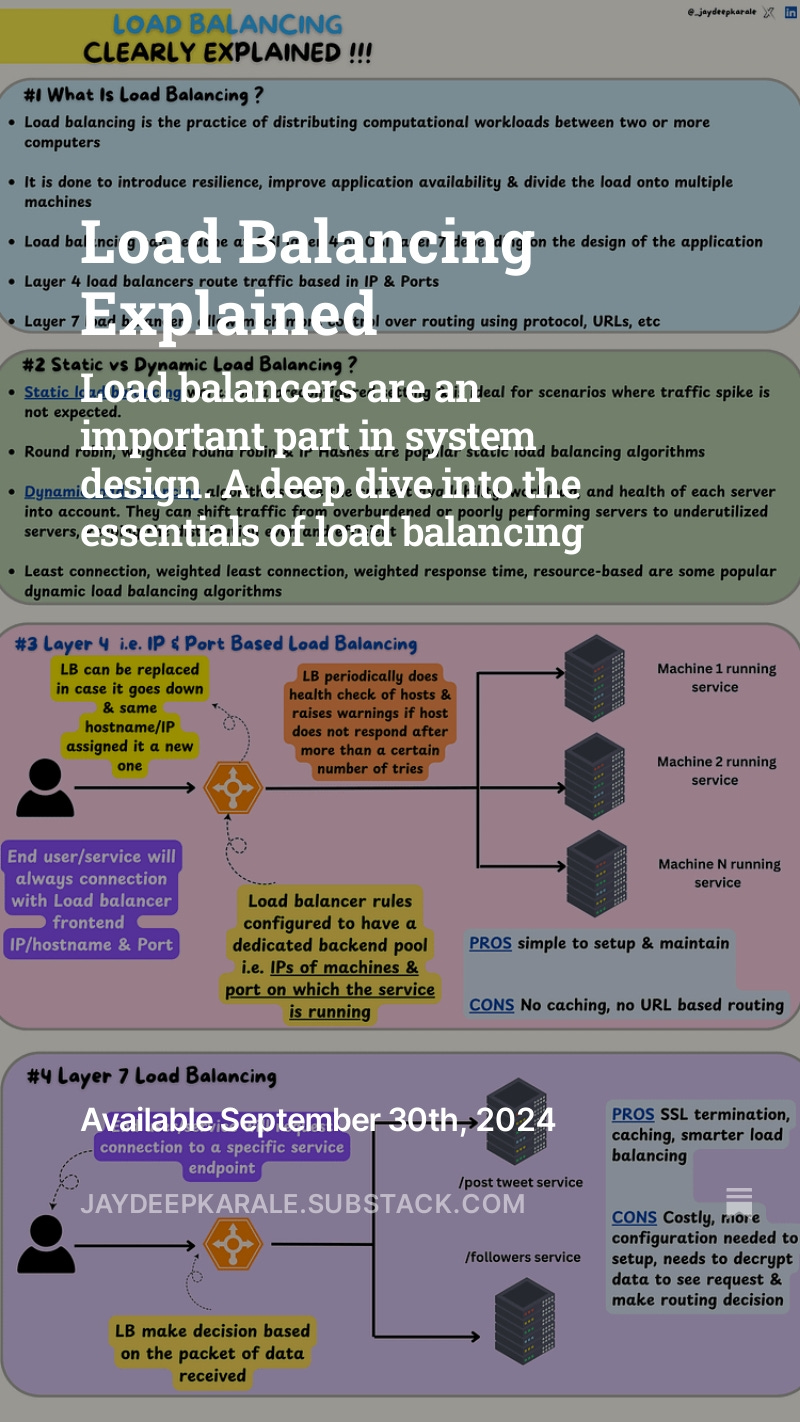 @_jaydeepkarale
LOAD BALANCING
CLEARLY EXPLAINED !!!
#1 What Is Load Balancing ?
• Load balancing is the practice of distributing computational workloads between two or more
computers
• It is done to introduce resilience, improve application availability & divide the load onto multiple
machines
• Load balancing can be done at OSI layer 4 or OSI layer 7 depending on the design of the application
• Layer 4 load balancers route traffic based in IP & Ports
• Layer 7 load balancers allow much more control over routing using protocol, URLs, etc
Load Balancing
Explained
#2 Static vs Dynamic Load Balancing ?
• Static load balancing ideal for scenarios where traffic spike is
not expected.
• Round robin, weighted round robin & IP Hashes are popular static load balancing algorithms
• Dynamic and health of each server
into account. They can shift traffic from overburdened or poorly performing servers to underutilized
servers,
• Least connection, weighted least connection, weighted response time, resource-based are some popular
dynamic load balancing algorithms
Load balancers are an
important part in system
design. A deep dive into the
essentials of load balancing
#3 Layer 4 i.e. IP & Port Based Load Balancing
LB can be replaced
in case it goes down
& same
hostname/IP
assigned it a new
one
LB periodically does
health check of hosts &
raises warnings if host
does not respond after
more than a certain
number of tries
Machine 1 running
service
Machine 2 running
service
Machine N running
service
End user/service will
always connection
with Load balancer
frontend
IP/hostname & Port
Load balancer rules
configured to have a
dedicated backend pool
i.e. IPs of machines &
port on which the service
is running
PROS simple to setup & maintain
CONS No caching, no URL based routing
#4 Layer 7 Load Balancing
Available September 30th, 2024
connection to a specific service
endpoint
JAYDEEPKARALE.SUBSTACK.COM
/post tweet service
/followers service
PROS SSL termination,
caching, smarter load
balancing
CONS Costly, more
configuration needed to
setup, needs to decrypt
data to see request &
make routing decision
LB make decision based
on the packet of data
received